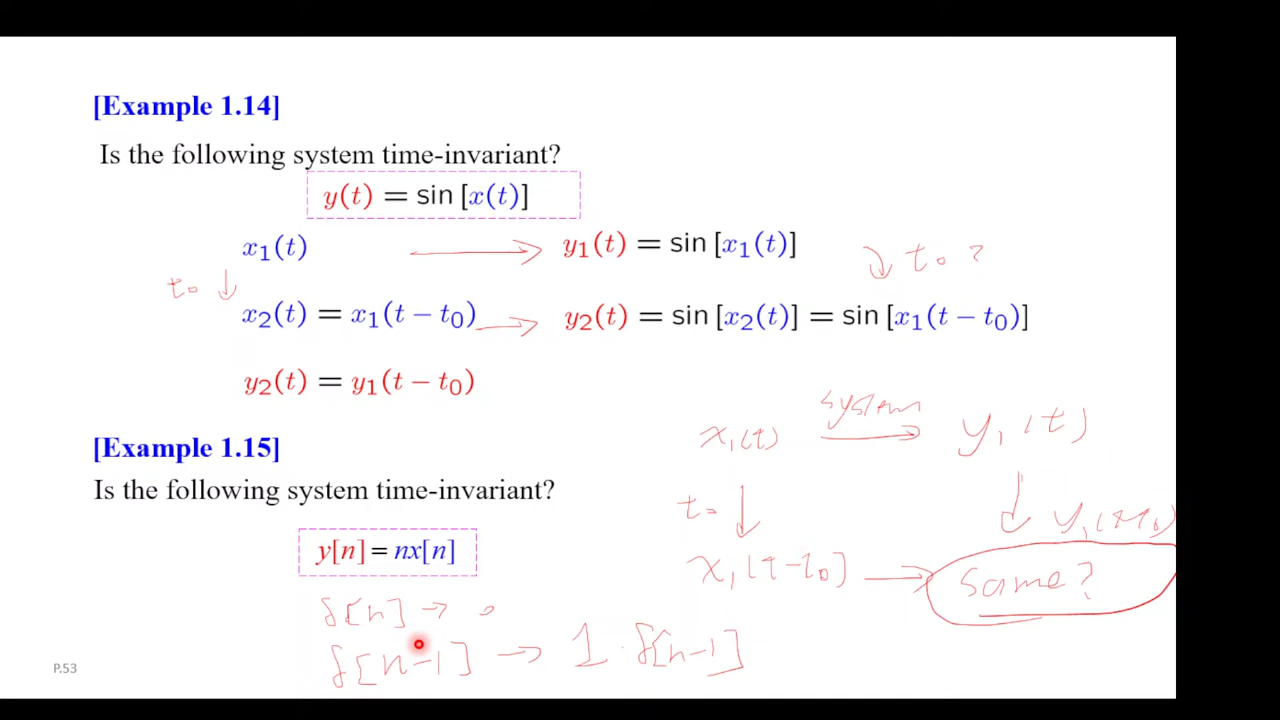 [Example 1.14]
Is the following system time-invariant?
y(t) = sin [x(t)]
x₁(t) → y₁(t) = sin [x₁(t)]
t₀ ↓ ↓ t₀ ?
x₂(t) = x₁(t − t₀) → y₂(t) = sin [x₂(t)] = sin [x₁(t − t₀)]
y₂(t) = y₁(t − t₀)
system
x₁(t) → y₁(t)
[Example 1.15]
Is the following system time-invariant?
t₀ ↓ ↓ y₁(t-t₀)
x₁(t-t₀) → same?
y[n] = nx[n]
δ[n] → 0
δ[n-1] → 1 · δ[n-1]
P.53